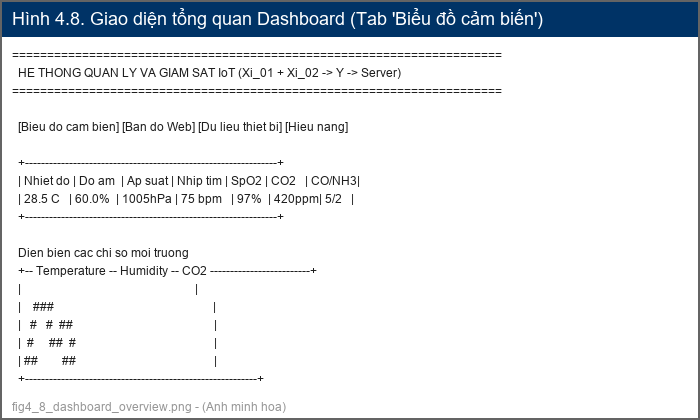 Hình 4.8. Giao diện tổng quan Dashboard (Tab 'Biểu đồ cảm biến')
======================================================================
HE THONG QUAN LY VA GIAM SAT IoT (Xi_01 + Xi_02 -> Y -> Server)
======================================================================
[Bieu do cam bien] [Ban do Web] [Du lieu thiet bi] [Hieu nang]
+---------------------------------------------------------------+
| Nhiet do | Do am | Ap suat | Nhip tim | SpO2 | CO2 | CO/NH3|
| 28.5 C | 60.0% | 1005hPa | 75 bpm | 97% | 420ppm| 5/2 |
+---------------------------------------------------------------+
Dien bien cac chi so moi truong
+-- Temperature -- Humidity -- CO2 -------------------------+
| |
| ### |
| # # ## |
| # ## # |
| ## ## |
+----------------------------------------------------------+
fig4_8_dashboard_overview.png - (Anh minh hoa)